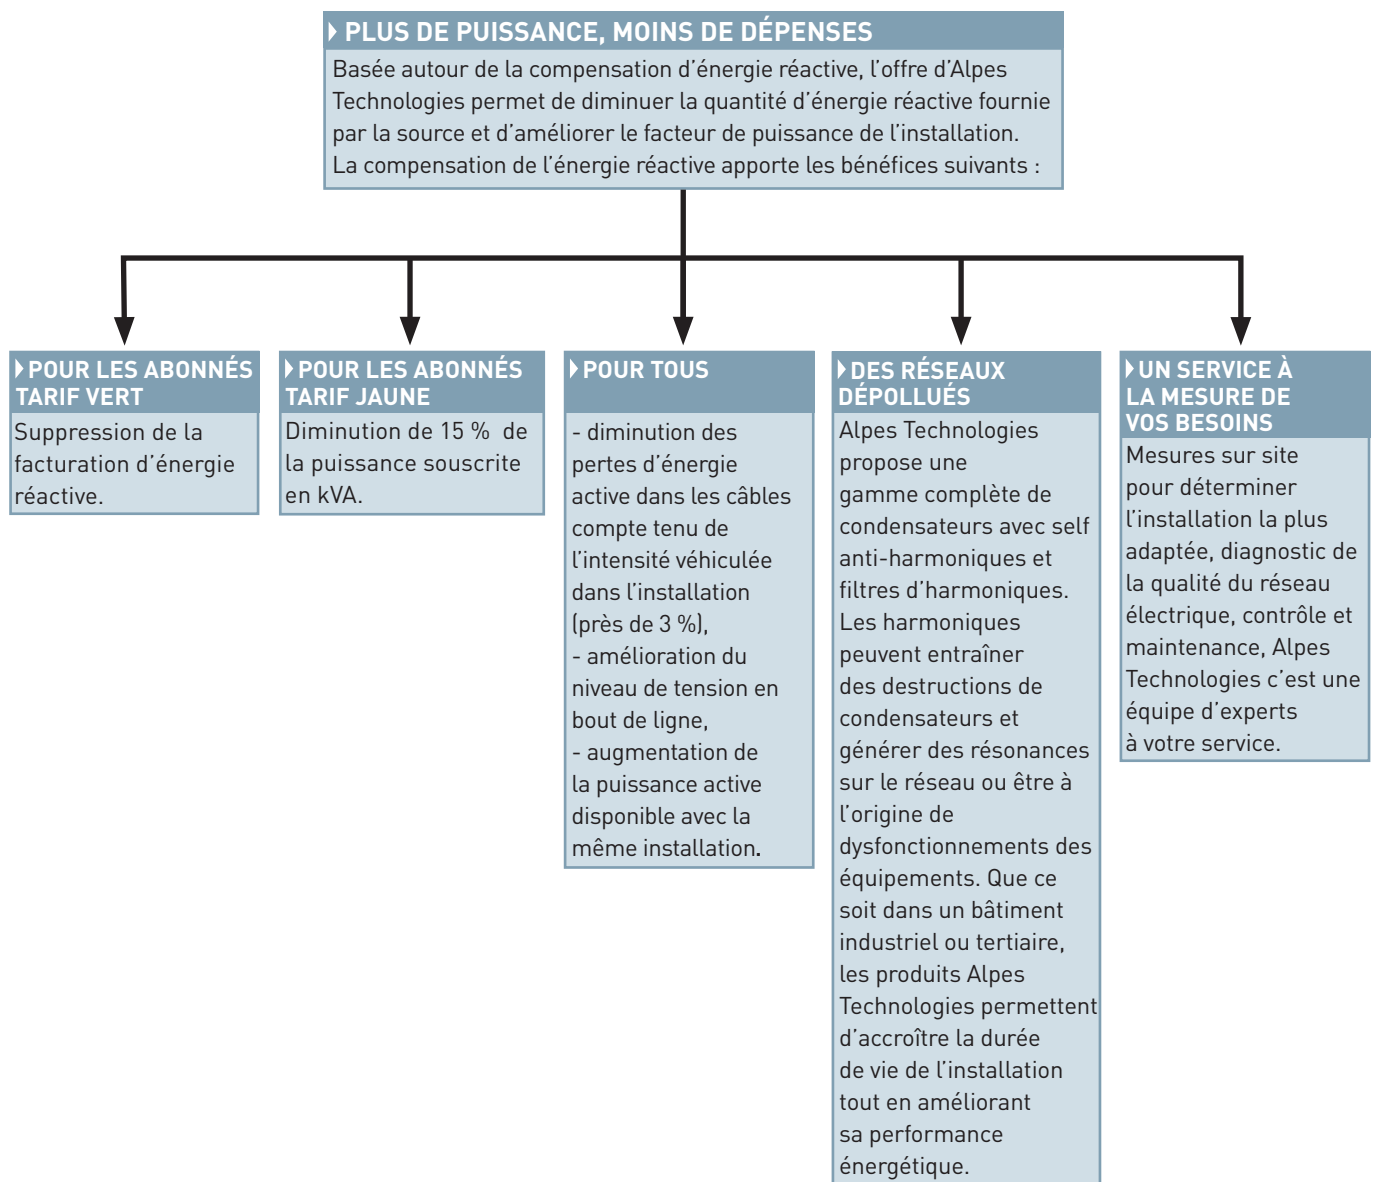 PLUS DE PUISSANCE, MOINS DE DÉPENSES
Basée autour de la compensation d'énergie réactive, l'offre d'Alpes
Technologies permet de diminuer la quantité d'énergie réactive fournie
par la source et d'améliorer le facteur de puissance de l'installation.
La compensation de l'énergie réactive apporte les bénéfices suivants :
POUR LES ABONNÉS
TARIF VERT
Suppression de la
facturation d'énergie
réactive.
POUR LES ABONNÉS
TARIF JAUNE
Diminution de 15 % de
la puissance souscrite
en kVA.
POUR TOUS
- diminution des
pertes d'énergie
active dans les câbles
compte tenu de
l'intensité véhiculée
dans l'installation
(près de 3 %),
- amélioration du
niveau de tension en
bout de ligne,
- augmentation de
la puissance active
disponible avec la
même installation.
DES RÉSEAUX
DÉPOLLUÉS
Alpes Technologies
propose une
gamme complète de
condensateurs avec self
anti-harmoniques et
filtres d'harmoniques.
Les harmoniques
peuvent entraîner
des destructions de
condensateurs et
générer des résonances
sur le réseau ou être à
l'origine de
dysfonctionnements des
équipements. Que ce
soit dans un bâtiment
industriel ou tertiaire,
les produits Alpes
Technologies permettent
d'accroître la durée
de vie de l'installation
tout en améliorant
sa performance
énergétique.
UN SERVICE À
LA MESURE DE
VOS BESOINS
Mesures sur site
pour déterminer
l'installation la plus
adaptée, diagnostic de
la qualité du réseau
électrique, contrôle et
maintenance, Alpes
Technologies c'est une
équipe d'experts
à votre service.